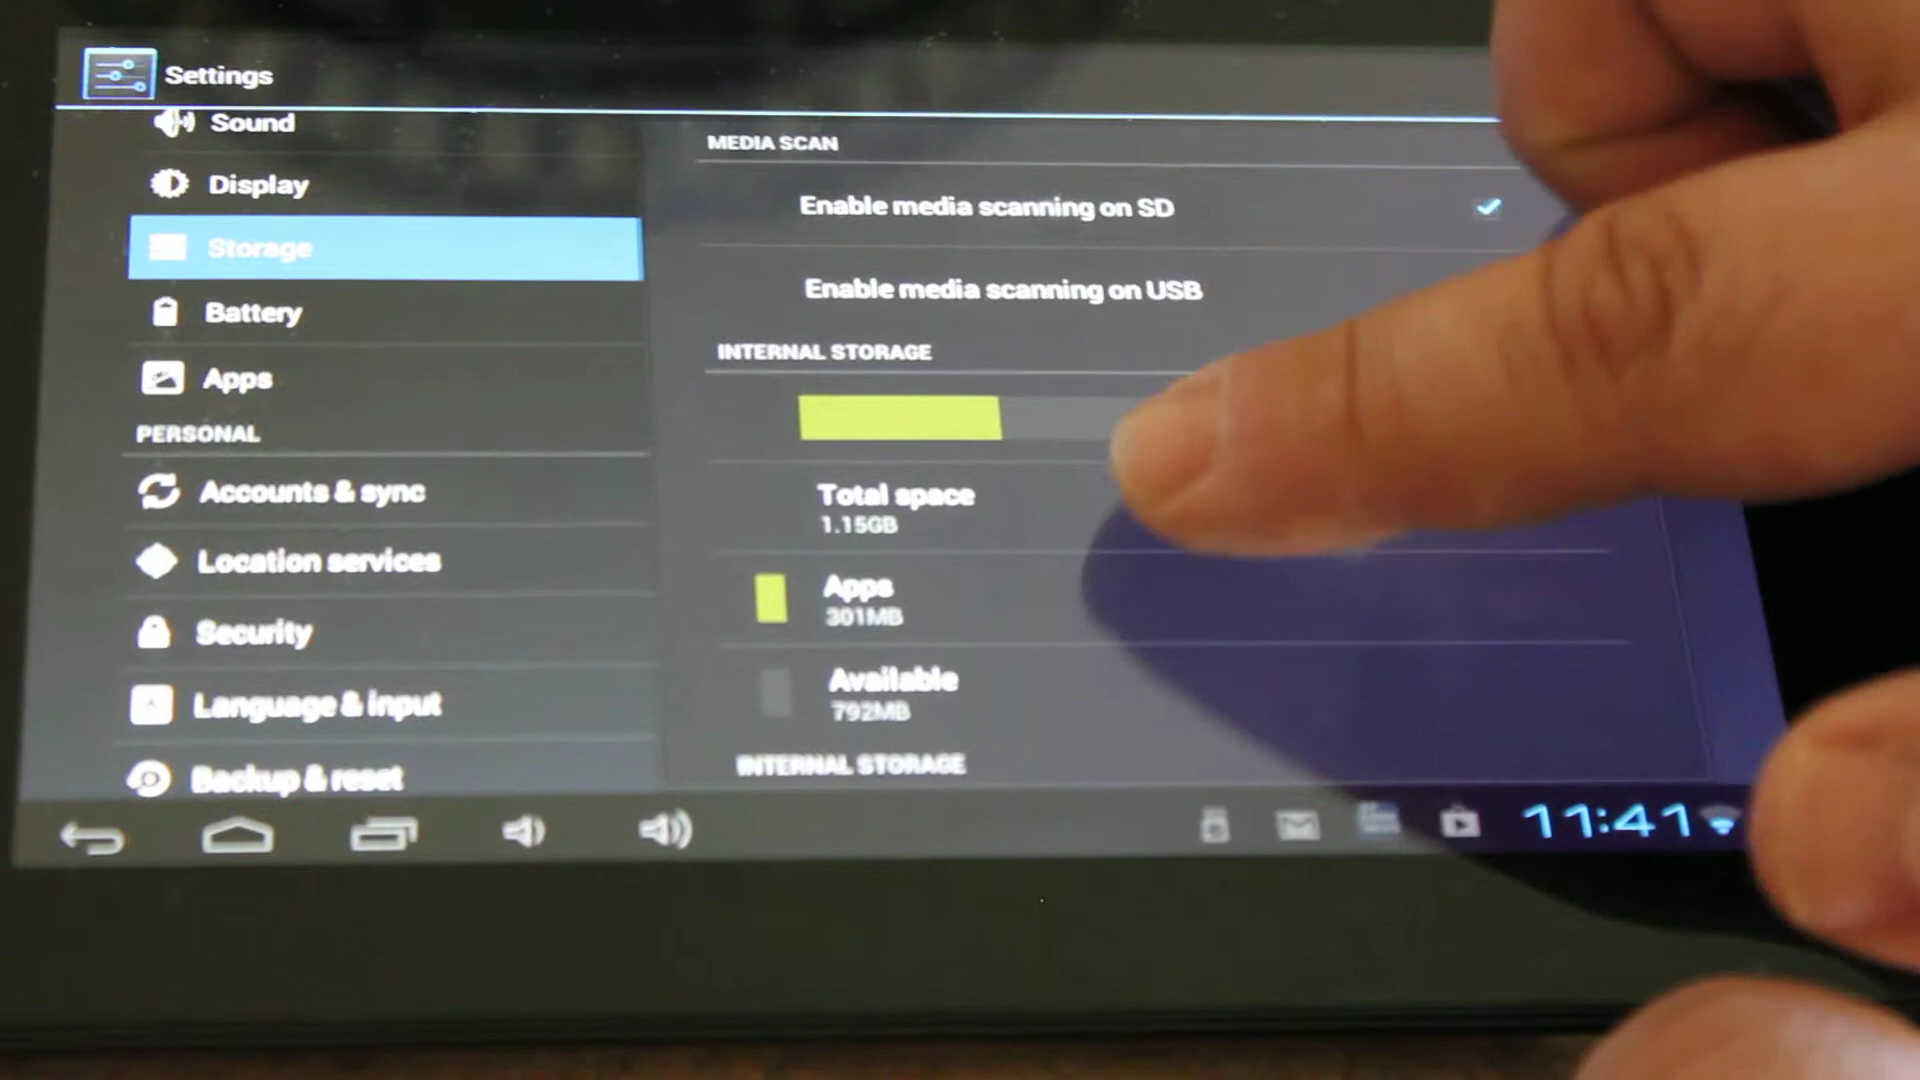 Settings
Sound
Display
Storage
Battery
Apps
PERSONAL
Accounts & sync
Location services
Security
Language & input
Backup & reset
MEDIA SCAN
Enable media scanning on SD
Enable media scanning on USB
INTERNAL STORAGE
Total space
1.15GB
Apps
301MB
Available
792MB
INTERNAL STORAGE
11:41